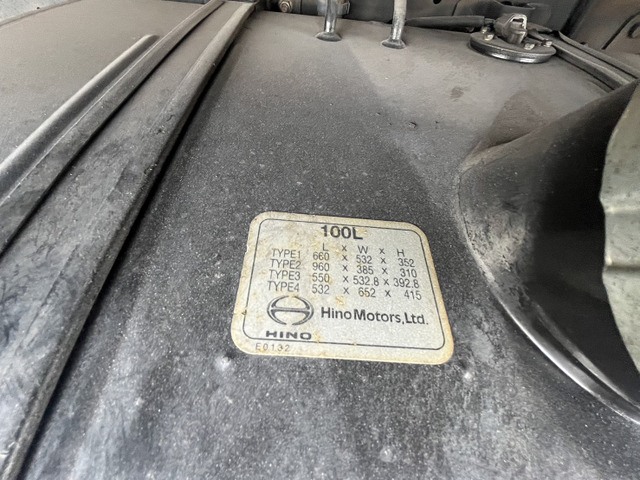 100L
L x W x H
TYPE1 660 x 532 x 352
TYPE2 960 x 385 x 310
TYPE3 550 x 532.8 x 392.8
TYPE4 532 x 652 x 415
HINO
Hino Motors, Ltd.
E0132